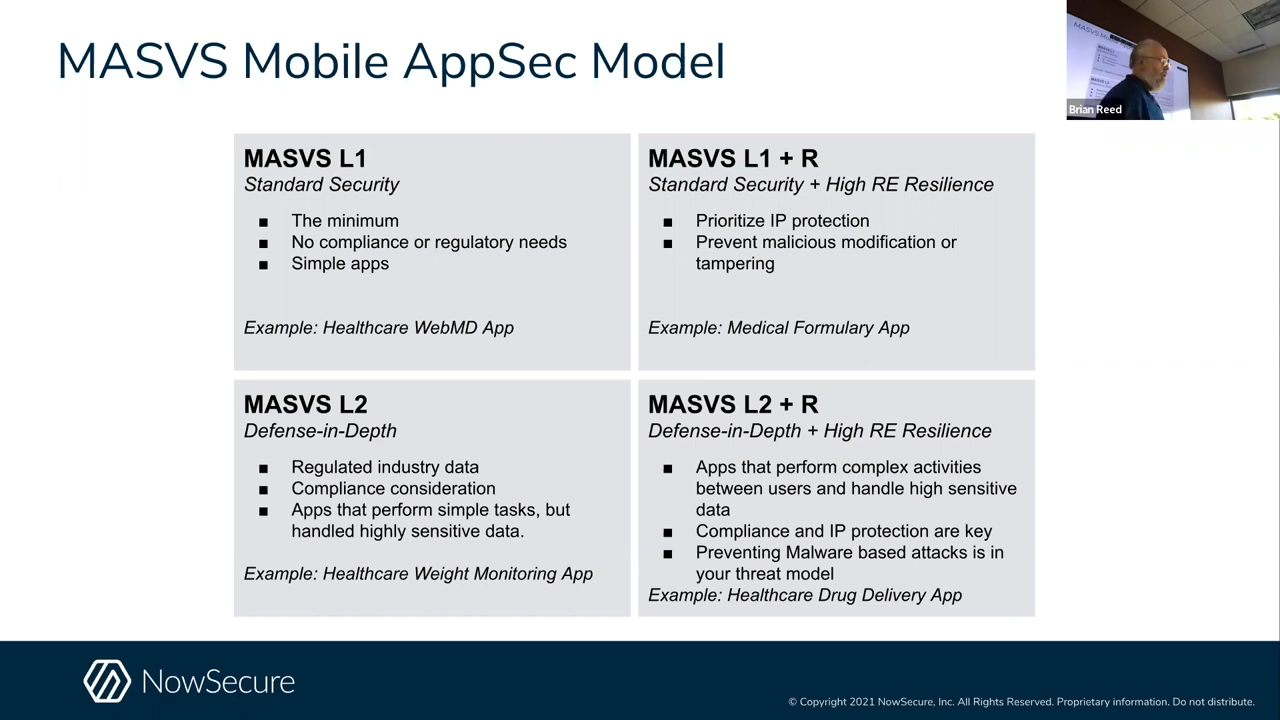 MASVS Mobile AppSec Model
Brian Reed
MASVS L1
Standard Security
■ The minimum
■ No compliance or regulatory needs
■ Simple apps
Example: Healthcare WebMD App
MASVS L1 + R
Standard Security + High RE Resilience
■ Prioritize IP protection
■ Prevent malicious modification or
tampering
Example: Medical Formulary App
MASVS L2
Defense-in-Depth
■ Regulated industry data
■ Compliance consideration
■ Apps that perform simple tasks, but
handled highly sensitive data.
Example: Healthcare Weight Monitoring App
MASVS L2 + R
Defense-in-Depth + High RE Resilience
■ Apps that perform complex activities
between users and handle high sensitive
data
■ Compliance and IP protection are key
■ Preventing Malware based attacks is in
your threat model
Example: Healthcare Drug Delivery App
NowSecure
© Copyright 2021 NowSecure, Inc. All Rights Reserved. Proprietary information. Do not distribute.